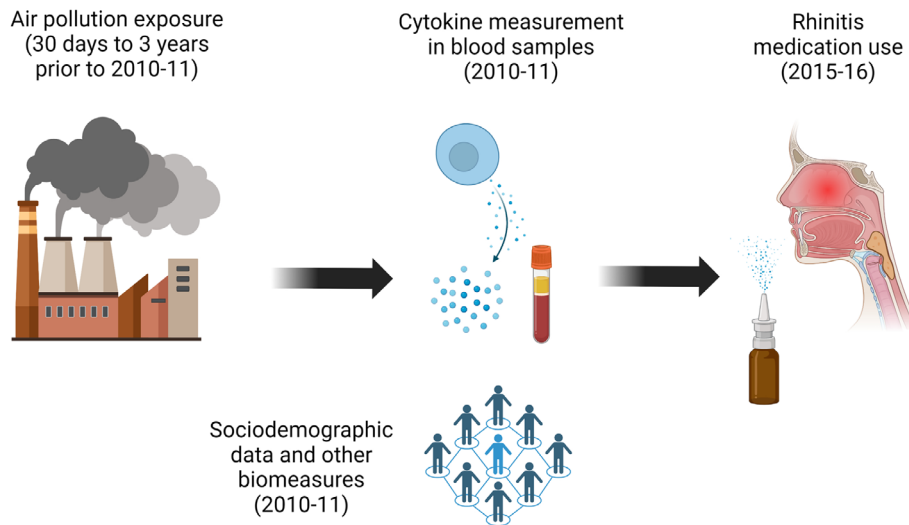 Air pollution exposure
(30 days to 3 years
prior to 2010-11)
Cytokine measurement
in blood samples
(2010-11)
Rhinitis
medication use
(2015-16)
Sociodemographic
data and other
biomeasures
(2010-11)